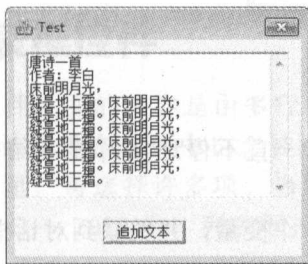 Test
唐诗一首
作者：李白
床前明月光，
疑是地上霜。床前明月光，
疑是地上霜。床前明月光，
疑是地上霜。床前明月光，
疑是地上霜。床前明月光，
疑是地上霜。床前明月光，
疑是地上霜。床前明月光，
疑是地上霜。
追加文本